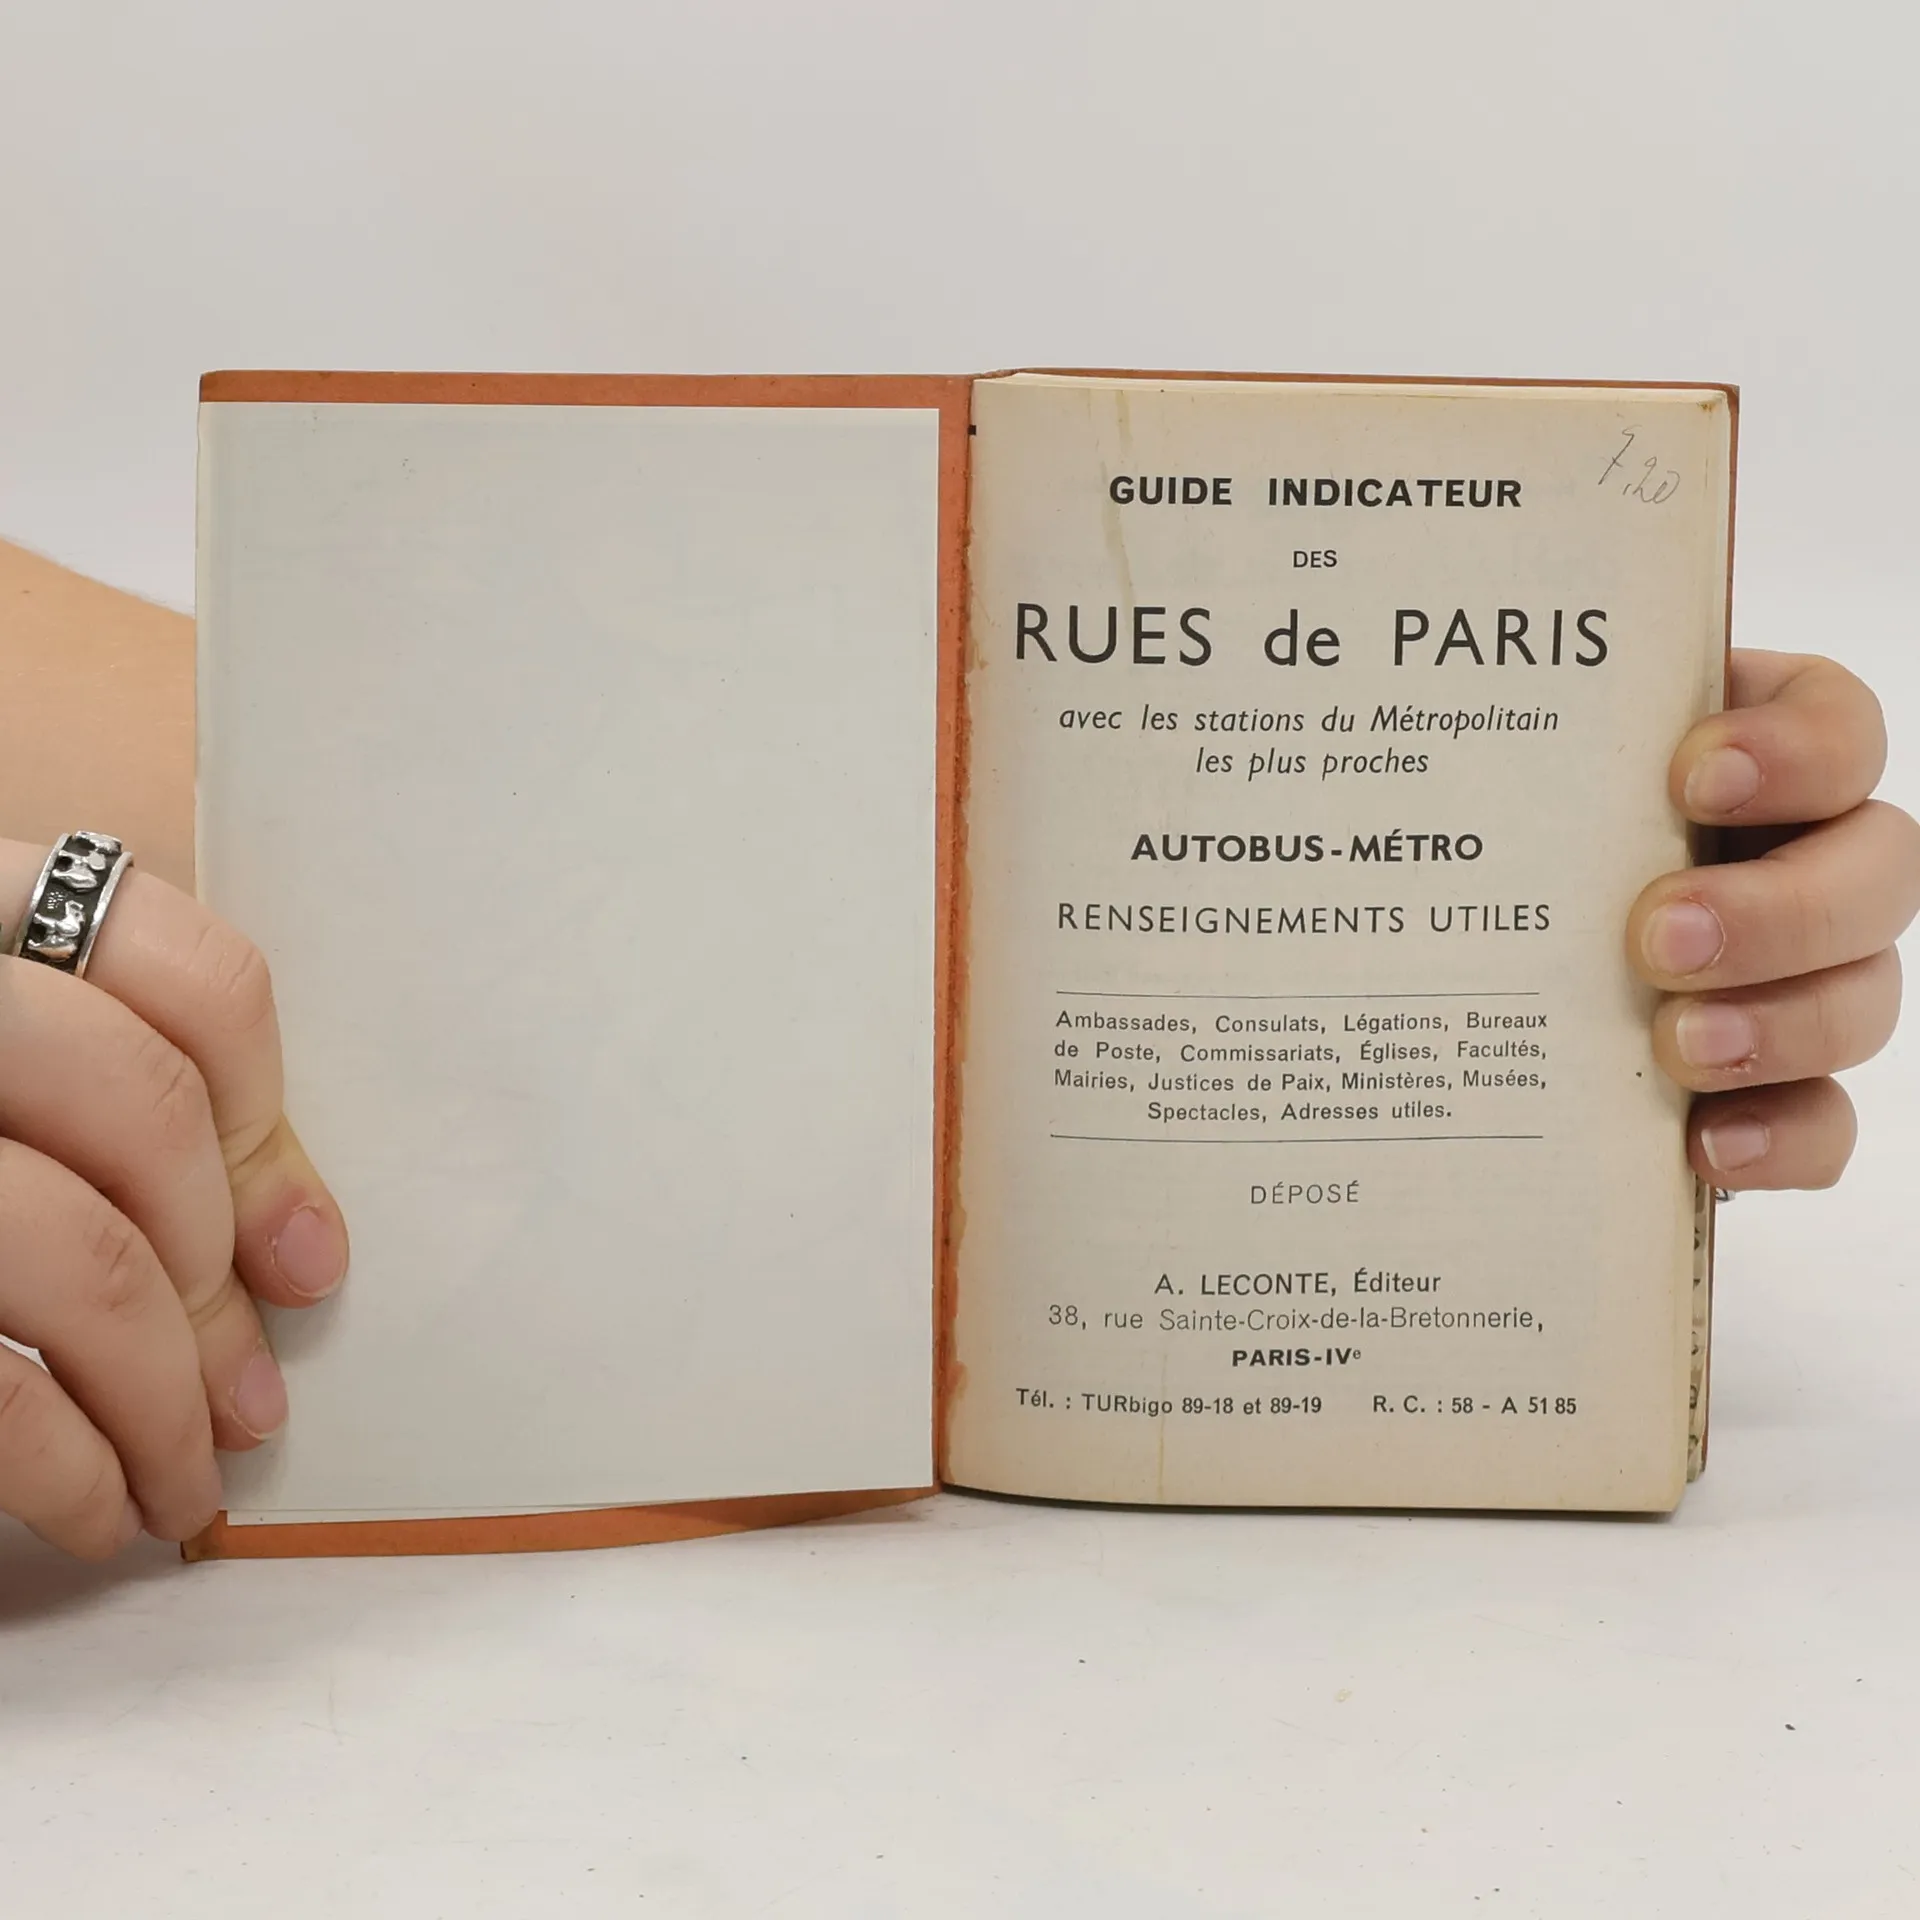 7,20
GUIDE INDICATEUR
DES
RUES de PARIS
avec les stations du Métropolitain
les plus proches
AUTOBUS-MÉTRO
RENSEIGNEMENTS UTILES
Ambassades, Consulats, Légations, Bureaux
de Poste, Commissariats, Églises, Facultés,
Mairies, Justices de Paix, Ministères, Musées,
Spectacles, Adresses utiles.
DÉPOSÉ
A. LECONTE, Éditeur
38, rue Sainte-Croix-de-la-Bretonnerie,
PARIS-IVe
Tél. : TURbigo 89-18 et 89-19 R. C. : 58 - A 51 85